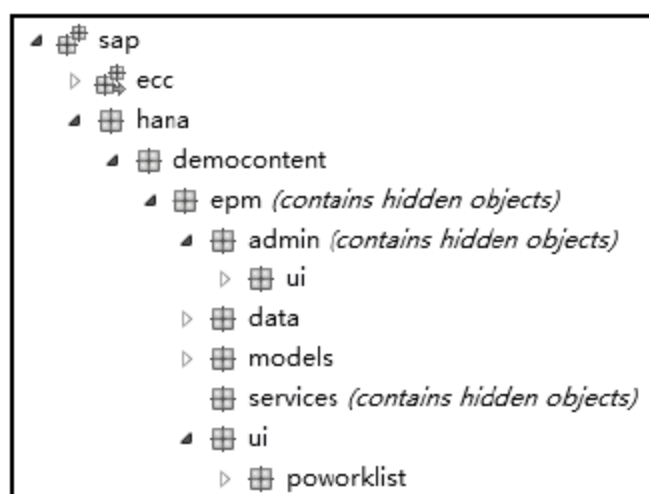 sap
ecc
hana
democontent
epm (contains hidden objects)
admin (contains hidden objects)
ui
data
models
services (contains hidden objects)
ui
poworklist